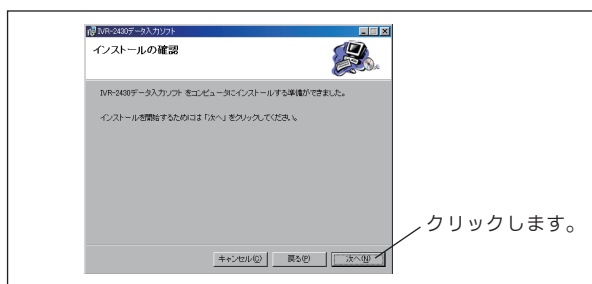 IVR-2430データ入力ソフト
インストールの確認
IVR-2430データ入力ソフト をコンピュータにインストールする準備ができました。
インストールを開始するためには「次へ」をクリックしてください。
クリックします。
キャンセル(C) 戻る(P) 次へ(N)